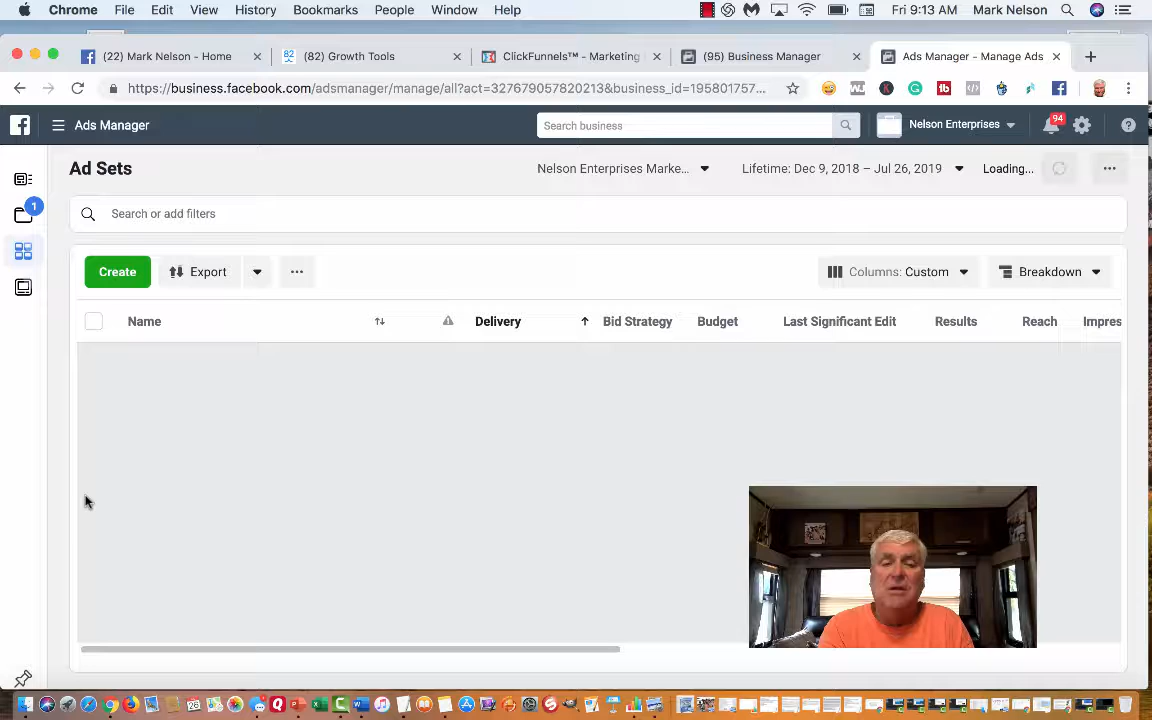 Chrome File Edit View History Bookmarks People Window Help Fri 9:13 AM Mark Nelson
(22) Mark Nelson - Home (82) Growth Tools ClickFunnels™ - Marketing (95) Business Manager Ads Manager - Manage Ads
https://business.facebook.com/adsmanager/manage/all?act=327679057820213&business_id=195801757...
Ads Manager Search business Nelson Enterprises 94
Ad Sets Nelson Enterprises Marke... Lifetime: Dec 9, 2018 – Jul 26, 2019 Loading...
1 Search or add filters
Create Export Columns: Custom Breakdown
Name Delivery Bid Strategy Budget Last Significant Edit Results Reach Impres